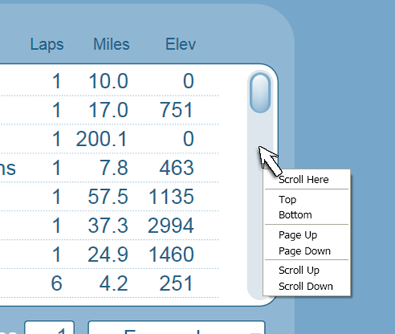 Laps Miles Elev
1 10.0 0
1 17.0 751
1 200.1 0
1 7.8 463
1 57.5 1135
1 37.3 2994
1 24.9 1460
6 4.2 251
Scroll Here
Top
Bottom
Page Up
Page Down
Scroll Up
Scroll Down